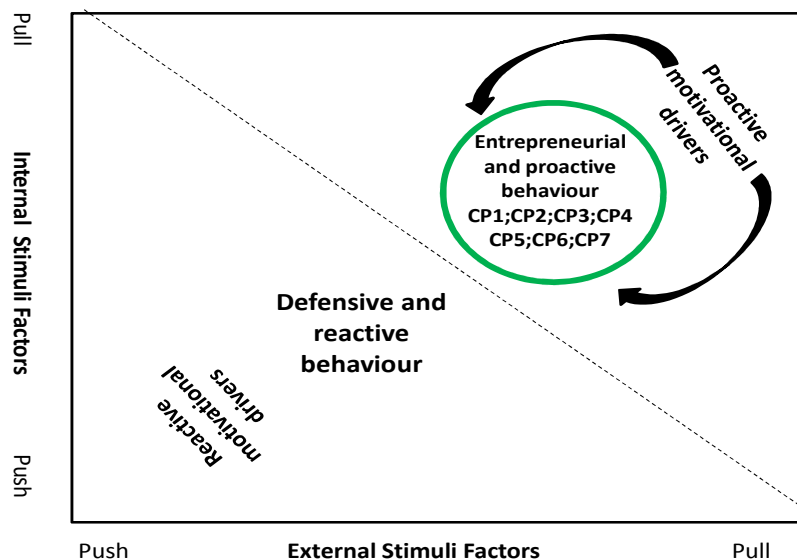 Pull
Internal Stimuli Factors
Push
Proactive
motivational
drivers
Entrepreneurial
and proactive
behaviour
CP1;CP2;CP3;CP4
CP5;CP6;CP7
Defensive and
reactive
behaviour
Reactive
motivational
drivers
Push
External Stimuli Factors
Pull